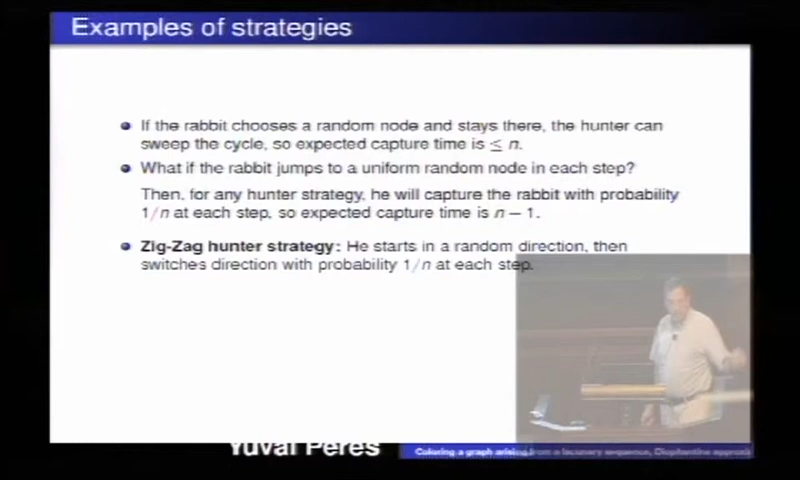 Examples of strategies
If the rabbit chooses a random node and stays there, the hunter can
sweep the cycle, so expected capture time is ≤ n.
What if the rabbit jumps to a uniform random node in each step?
Then, for any hunter strategy, he will capture the rabbit with probability
1/n at each step, so expected capture time is n − 1.
Zig-Zag hunter strategy: He starts in a random direction, then
switches direction with probability 1/n at each step.
Yuval Peres
Coloring a graph arising from a lacunary sequence, Diophantine approxi